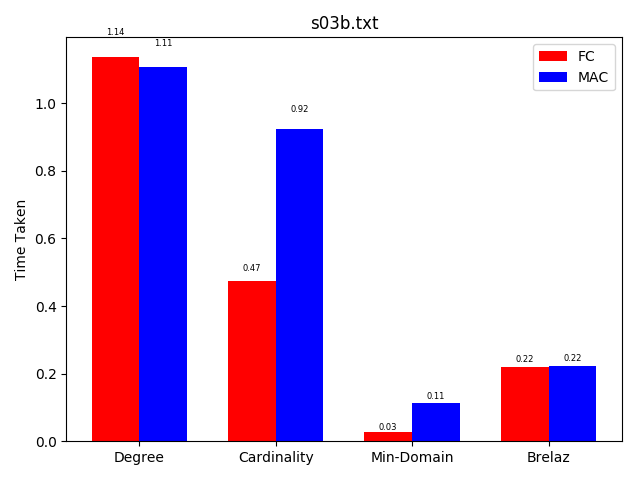 s03b.txt
1.14
1.11
FC
MAC
1.0
0.92
0.8
0.6
Time Taken
0.47
0.4
0.2
0.22
0.22
0.11
0.03
0.0
Degree
Cardinality
Min-Domain
Brelaz